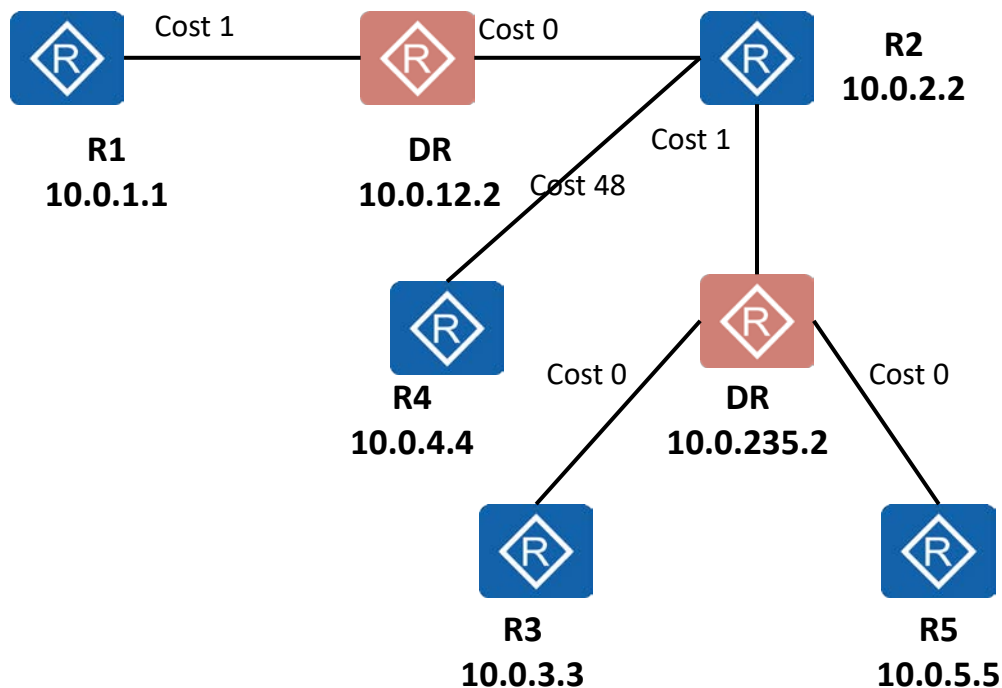 Cost 1
Cost 0
R
R
R
R2
10.0.2.2
R1
10.0.1.1
DR
10.0.12.2
Cost 1
Cost 48
R
R
R4
10.0.4.4
Cost 0
Cost 0
DR
10.0.235.2
R
R
R3
10.0.3.3
R5
10.0.5.5